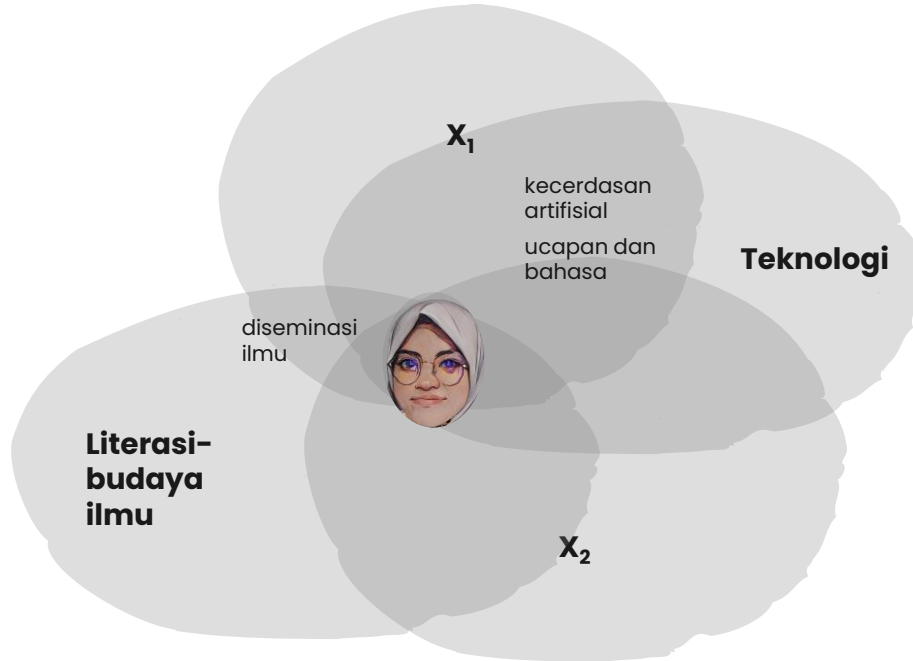 X₁
kecerdasan
artifisial
ucapan dan
bahasa
Teknologi
diseminasi
ilmu
Literasi-
budaya
ilmu
X₂